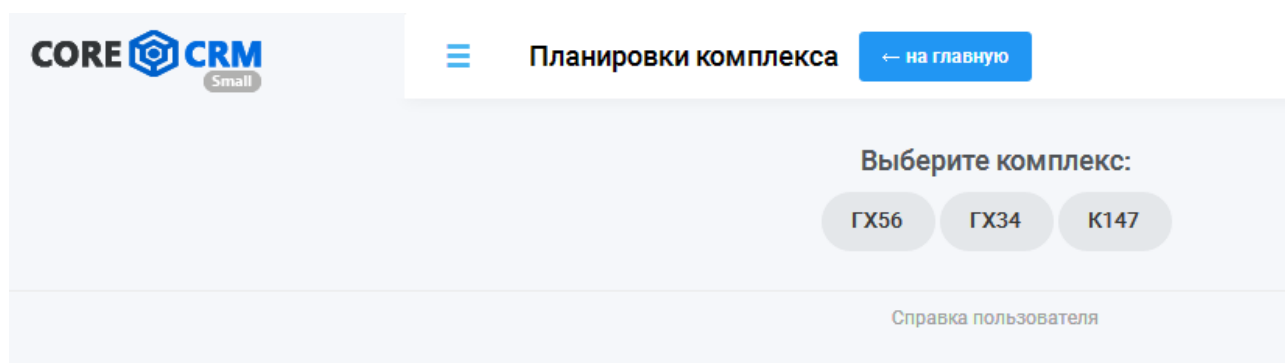 CORE CRM
Small
Планировки комплекса
← на главную
Выберите комплекс:
ГХ56 ГХ34 К147
Справка пользователя